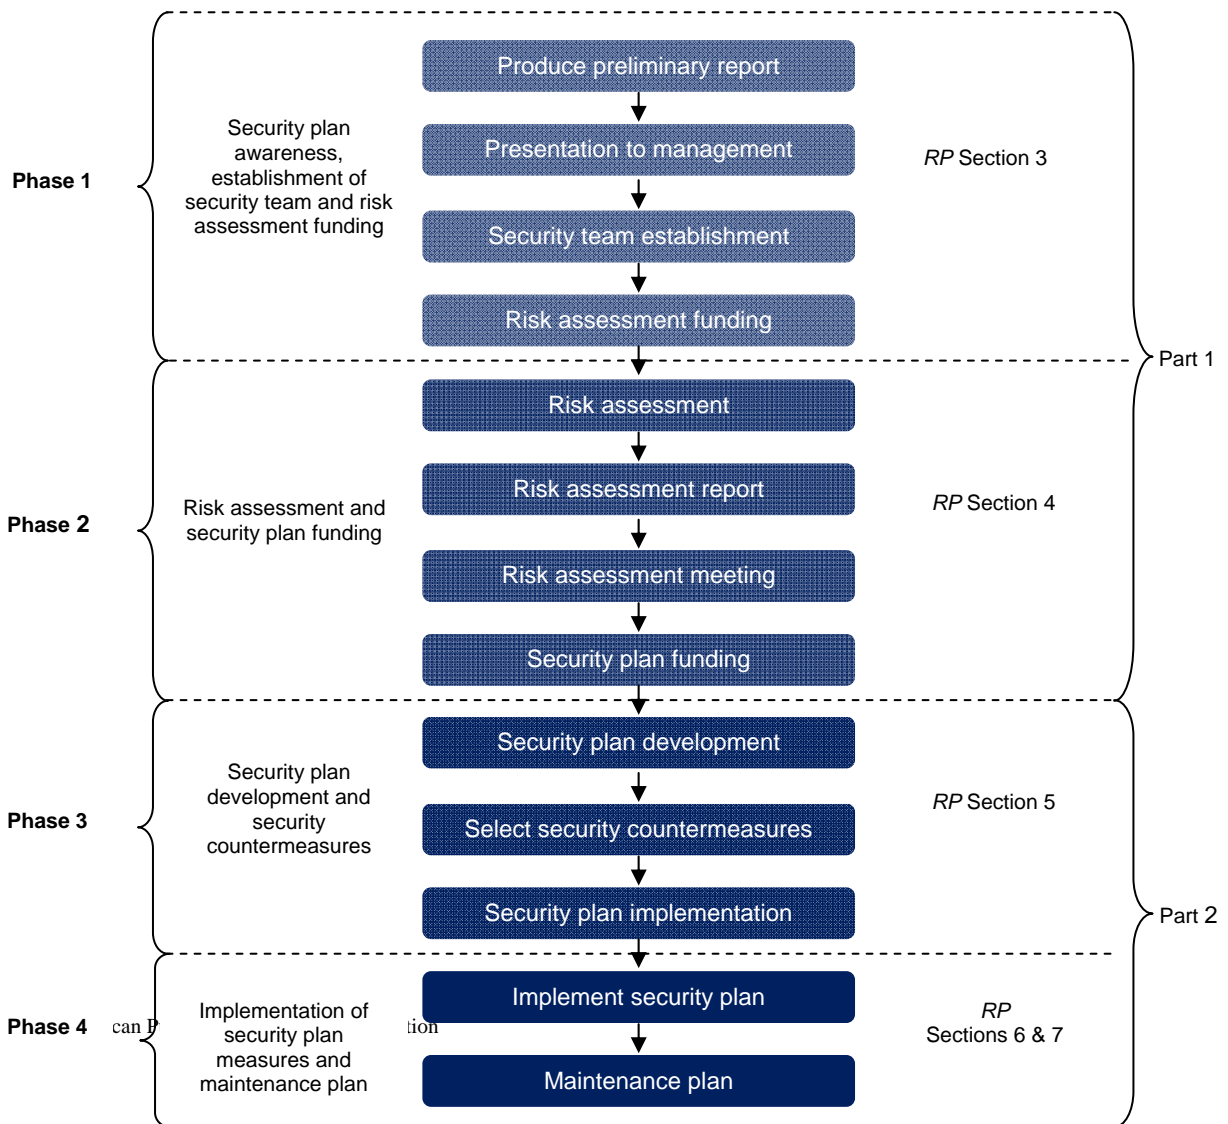 Produce preliminary report
Security plan
awareness,
establishment of
security team and risk
assessment funding
Phase 1
Presentation to management
RP Section 3
Security team establishment
Risk assessment funding
Part 1
Risk assessment
Risk assessment report
Phase 2
Risk assessment and
security plan funding
RP Section 4
Risk assessment meeting
Security plan funding
Security plan development
Phase 3
Security plan
development and
security
countermeasures
RP Section 5
Select security countermeasures
Security plan implementation
Part 2
Implement security plan
Phase 4
Implementation of
security plan
measures and
maintenance plan
RP
Sections 6 & 7
Maintenance plan